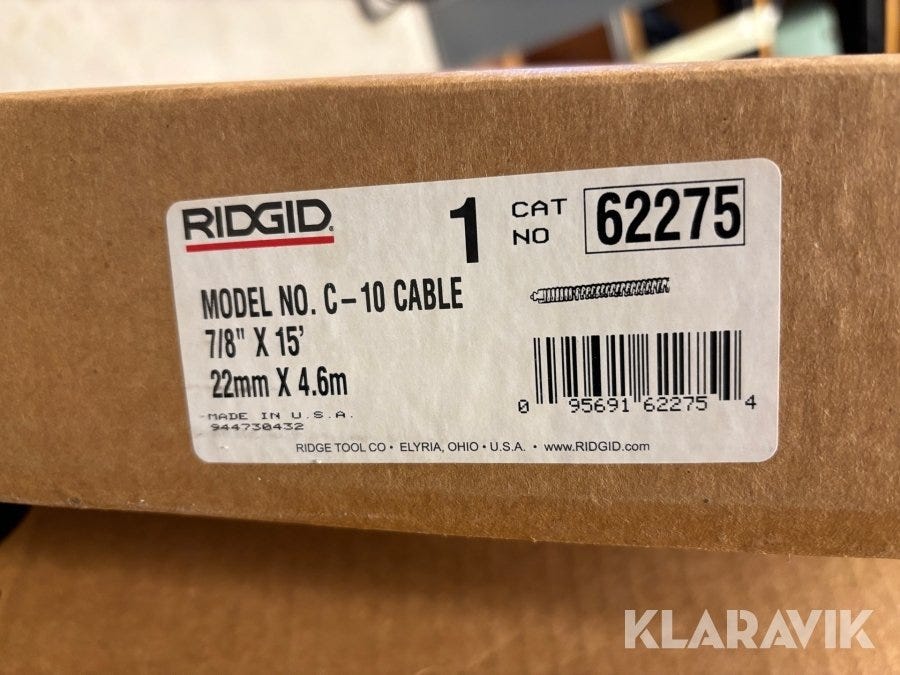 RIDGID®
1
CAT NO
62275
MODEL NO. C-10 CABLE
7/8" X 15'
22mm X 4.6m
MADE IN U.S.A.
944730432
0 95691 62275 4
RIDGE TOOL CO • ELYRIA, OHIO • U.S.A. • www.RIDGID.com
KLARAVIK